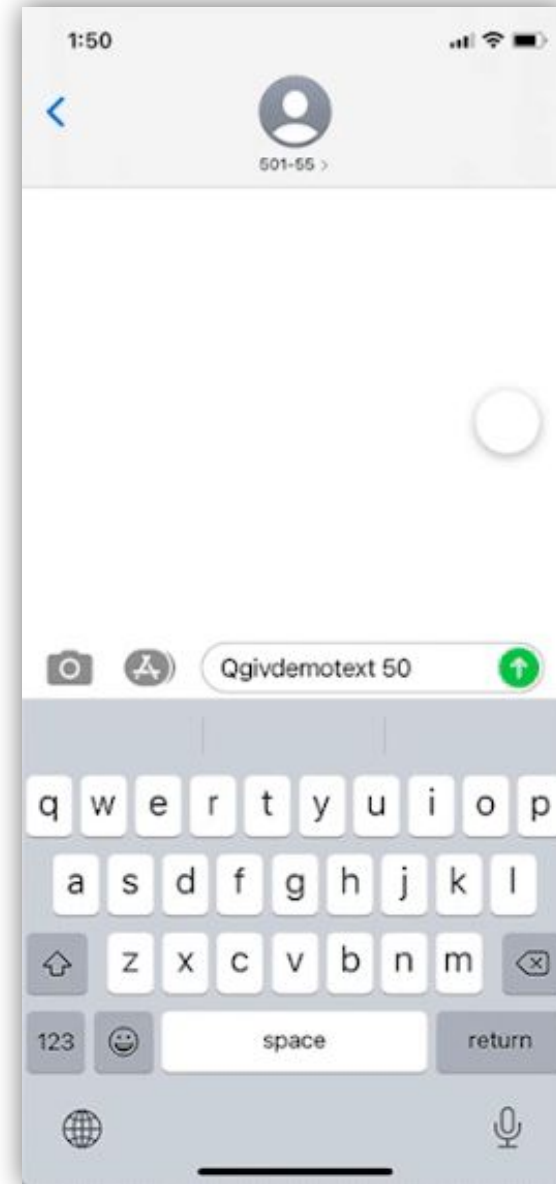 1:50
501-55 >
Qgivdemotext 50
q w e r t y u i o p
a s d f g h j k l
z x c v b n m
123 space return